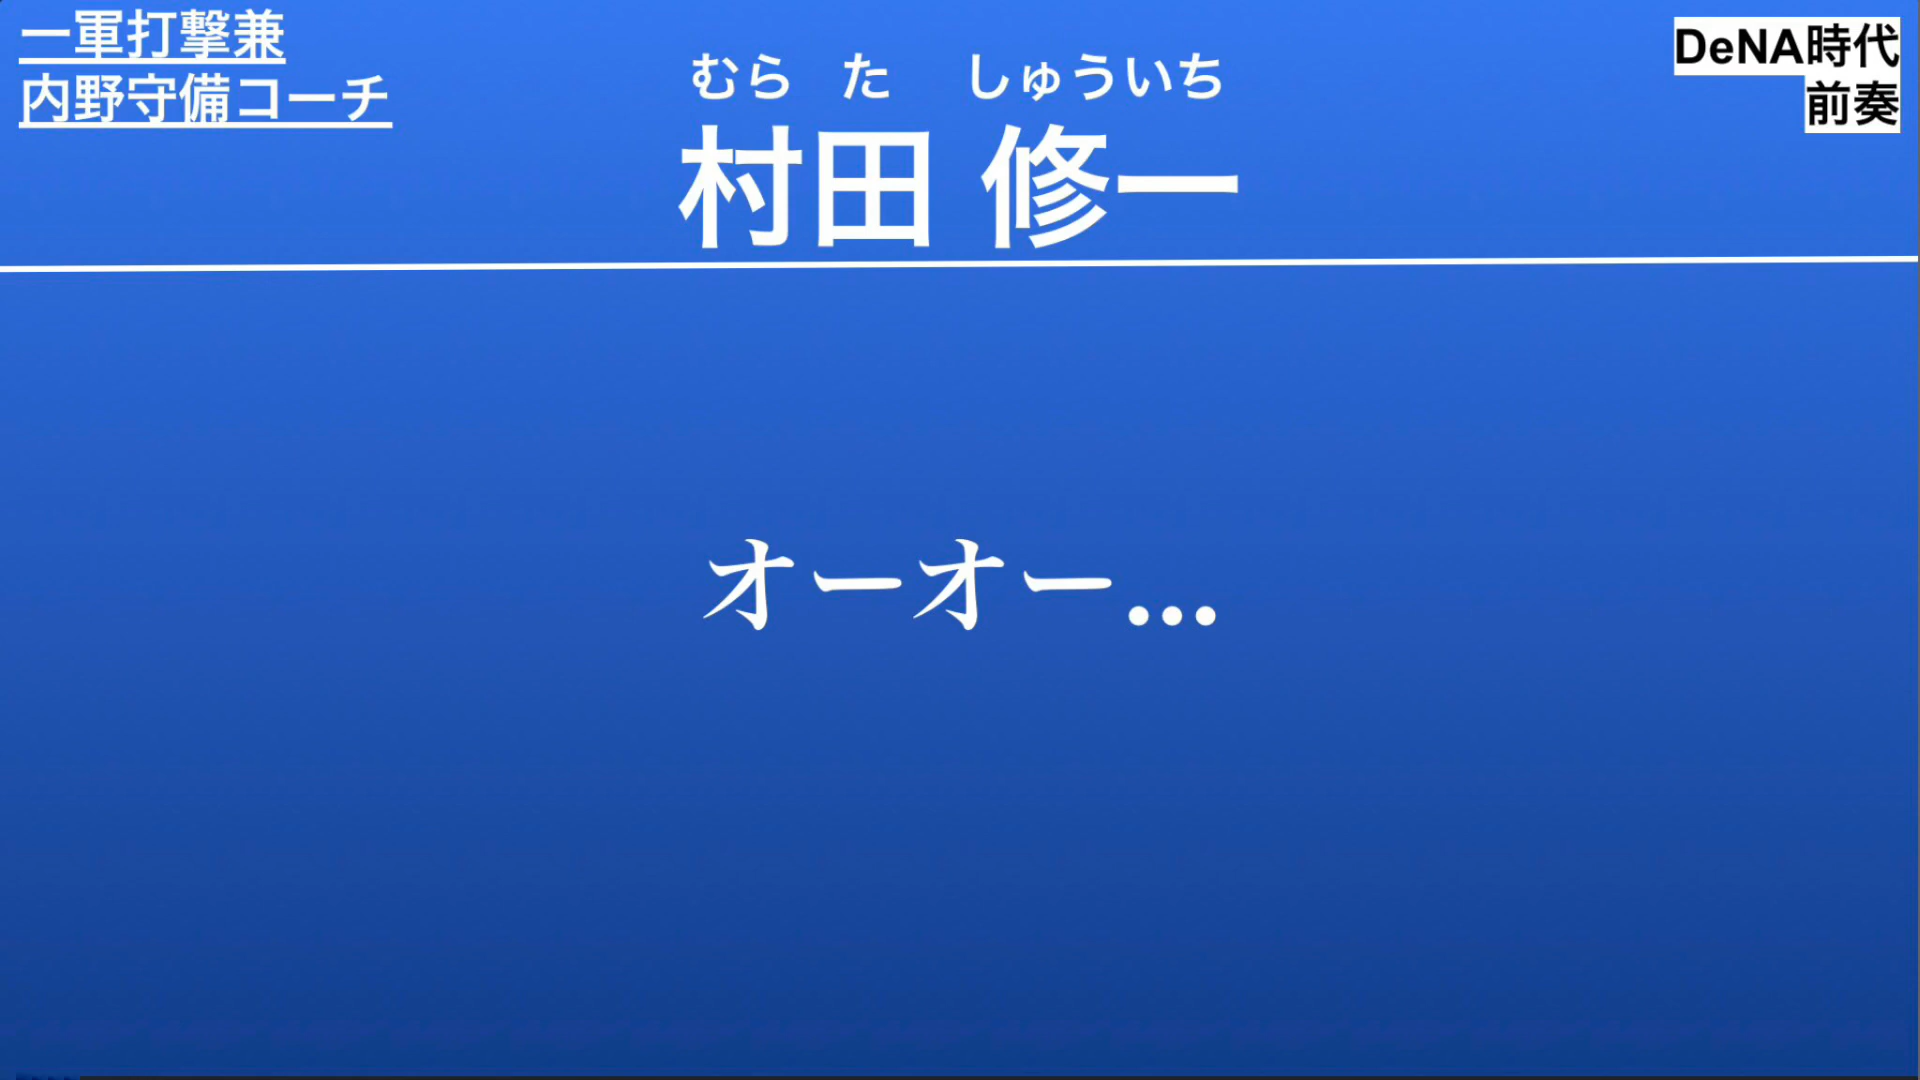 一軍打撃兼
内野守備コーチ
むら た しゅういち
村田 修一
DeNA時代
前奏
オーオー...